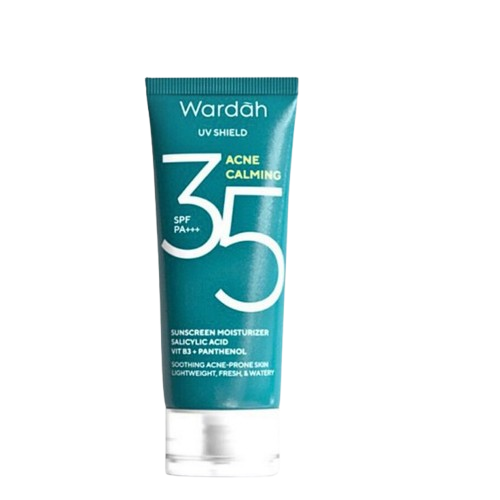 Wardah
UV SHIELD
ACNE
CALMING
35
SPF
PA+++
SUNSCREEN MOISTURIZER
SALICYLIC ACID
VIT B3 + PANTHENOL
SOOTHING ACNE-PRONE SKIN
LIGHTWEIGHT, FRESH, & WATERY